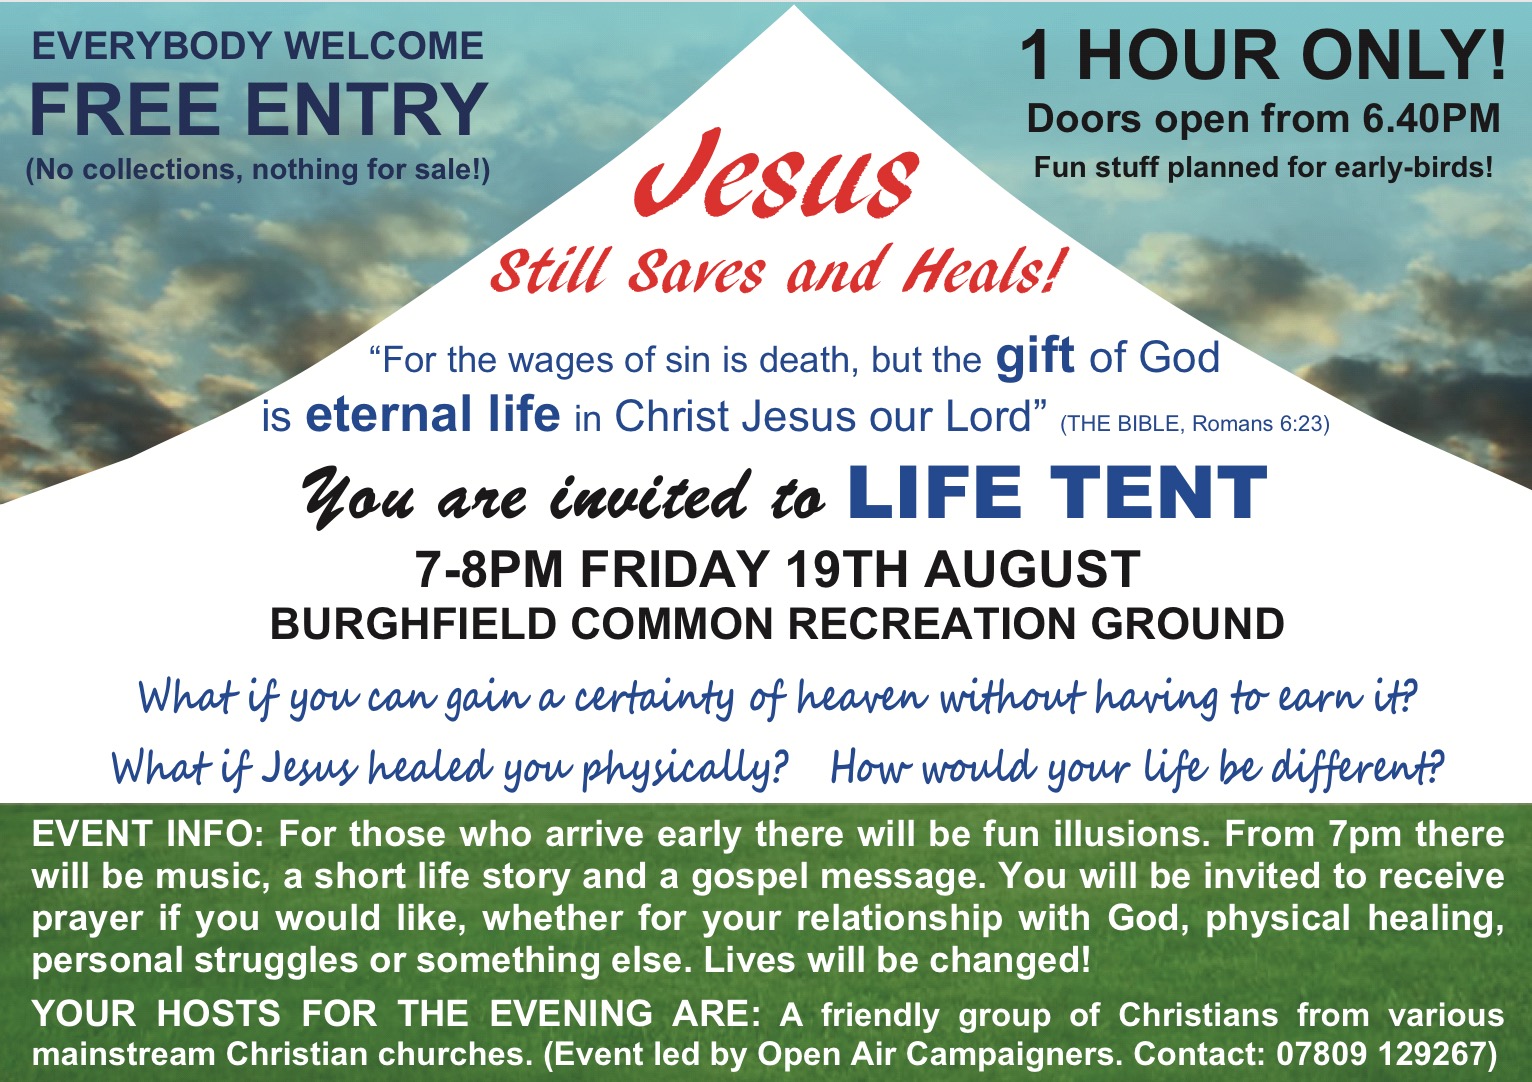 EVERYBODY WELCOME
FREE ENTRY
(No collections, nothing for sale!)
1 HOUR ONLY!
Doors open from 6.40PM
Fun stuff planned for early-birds!
Jesus
Still Saves and Heals!
“For the wages of sin is death, but the gift of God
is eternal life in Christ Jesus our Lord” (THE BIBLE, Romans 6:23)
You are invited to LIFE TENT
7-8PM FRIDAY 19TH AUGUST
BURGHFIELD COMMON RECREATION GROUND
What if you can gain a certainty of heaven without having to earn it?
What if Jesus healed you physically? How would your life be different?
EVENT INFO: For those who arrive early there will be fun illusions. From 7pm there
will be music, a short life story and a gospel message. You will be invited to receive
prayer if you would like, whether for your relationship with God, physical healing,
personal struggles or something else. Lives will be changed!
YOUR HOSTS FOR THE EVENING ARE: A friendly group of Christians from various
mainstream Christian churches. (Event led by Open Air Campaigners. Contact: 07809 129267)